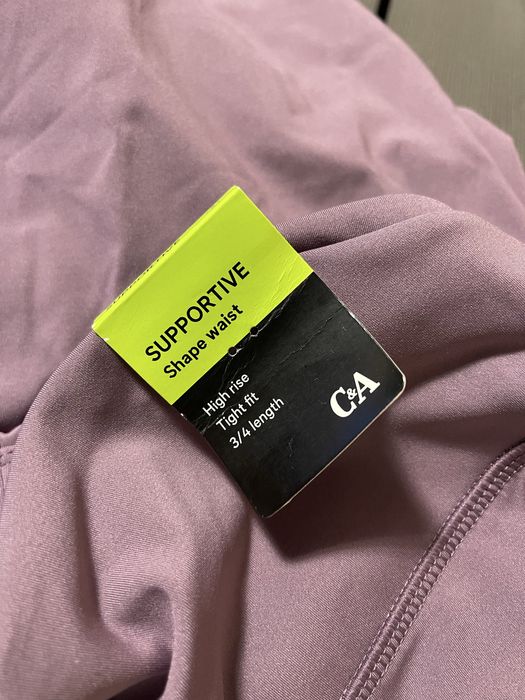 SUPPORTIVE
Shape waist
High rise
Tight fit
3/4 length
C&A